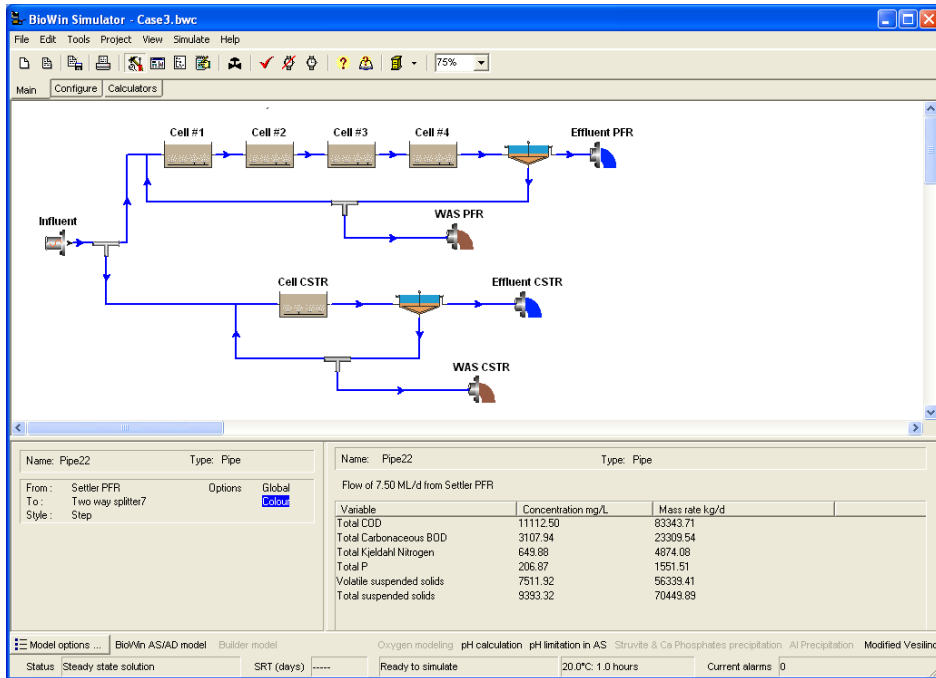 BioWin Simulator - Case3.bwc
File Edit Tools Project View Simulate Help
75%
Main Configure Calculators
Cell #1 Cell #2 Cell #3 Cell #4 Effluent PFR
WAS PFR
Influent
Cell CSTR Effluent CSTR
WAS CSTR
Name: Pipe22 Type: Pipe
From : Settler PFR Options Global
To : Two way splitter7 Colour
Style : Step
Name: Pipe22 Type: Pipe
Flow of 7.50 ML/d from Settler PFR
Variable Concentration mg/L Mass rate kg/d
Total COD 11112.50 83343.71
Total Carbonaceous BOD 3107.94 23309.54
Total Kjeldahl Nitrogen 649.88 4874.08
Total P 206.87 1551.51
Volatile suspended solids 7511.92 56339.41
Total suspended solids 9393.32 70449.89
Model options ... BioWin AS/AD model Builder model Oxygen modeling pH calculation pH limitation in AS Struvite & Ca Phosphates precipitation Al Precipitation Modified Vesilind
Status Steady state solution SRT (days) ----- Ready to simulate 20.0°C: 1.0 hours Current alarms 0